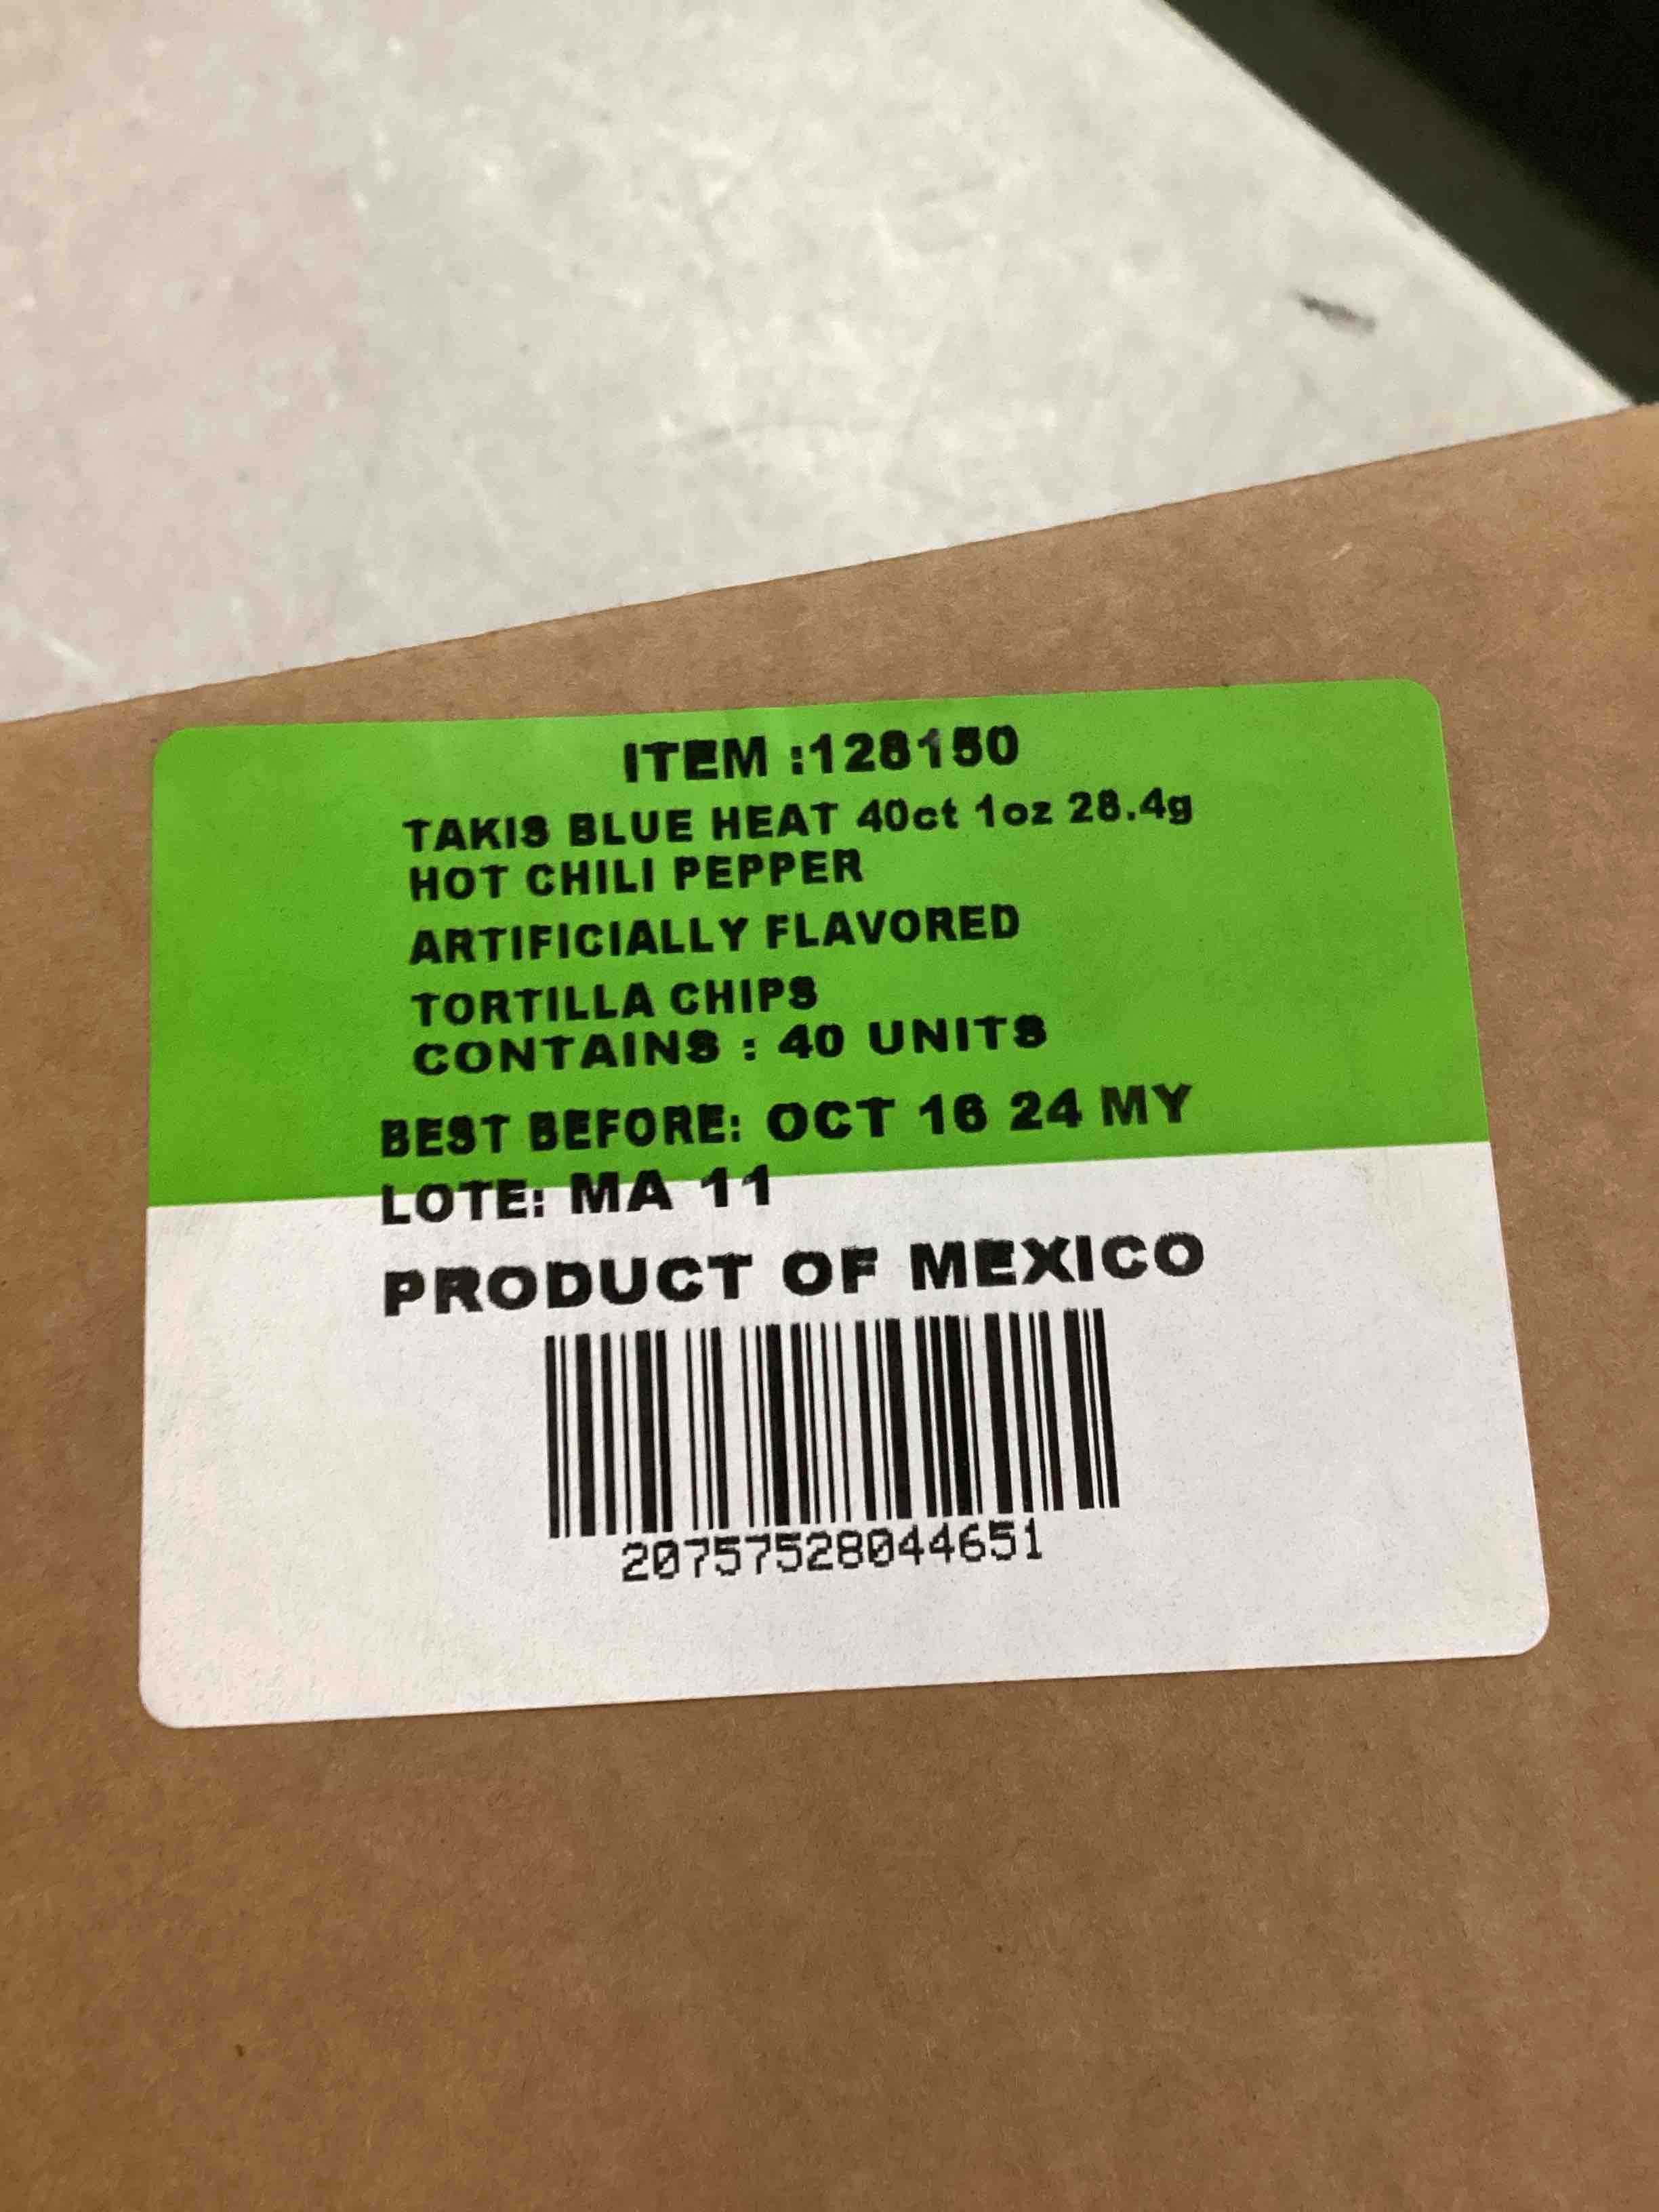 ITEM :128150
TAKIS BLUE HEAT 40ct 1oz 28.4g
HOT CHILI PEPPER
ARTIFICIALLY FLAVORED
TORTILLA CHIPS
CONTAINS : 40 UNITS
BEST BEFORE: OCT 16 24 MY
LOTE: MA 11
PRODUCT OF MEXICO
20757528044651